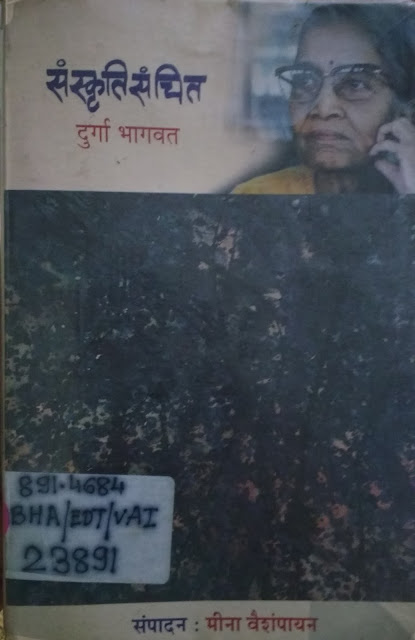 संस्कृतिसंचित
दुर्गा भागवत
891.4684
BHA/EDT/VAI
23891
संपादन : मीना वैशंपायन